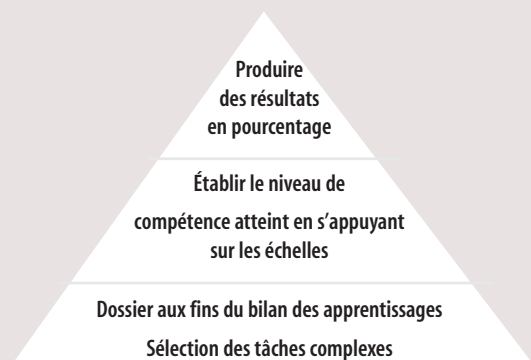 Produire
des résultats
en pourcentage
Établir le niveau de
compétence atteint en s’appuyant
sur les échelles
Dossier aux fins du bilan des apprentissages
Sélection des tâches complexes